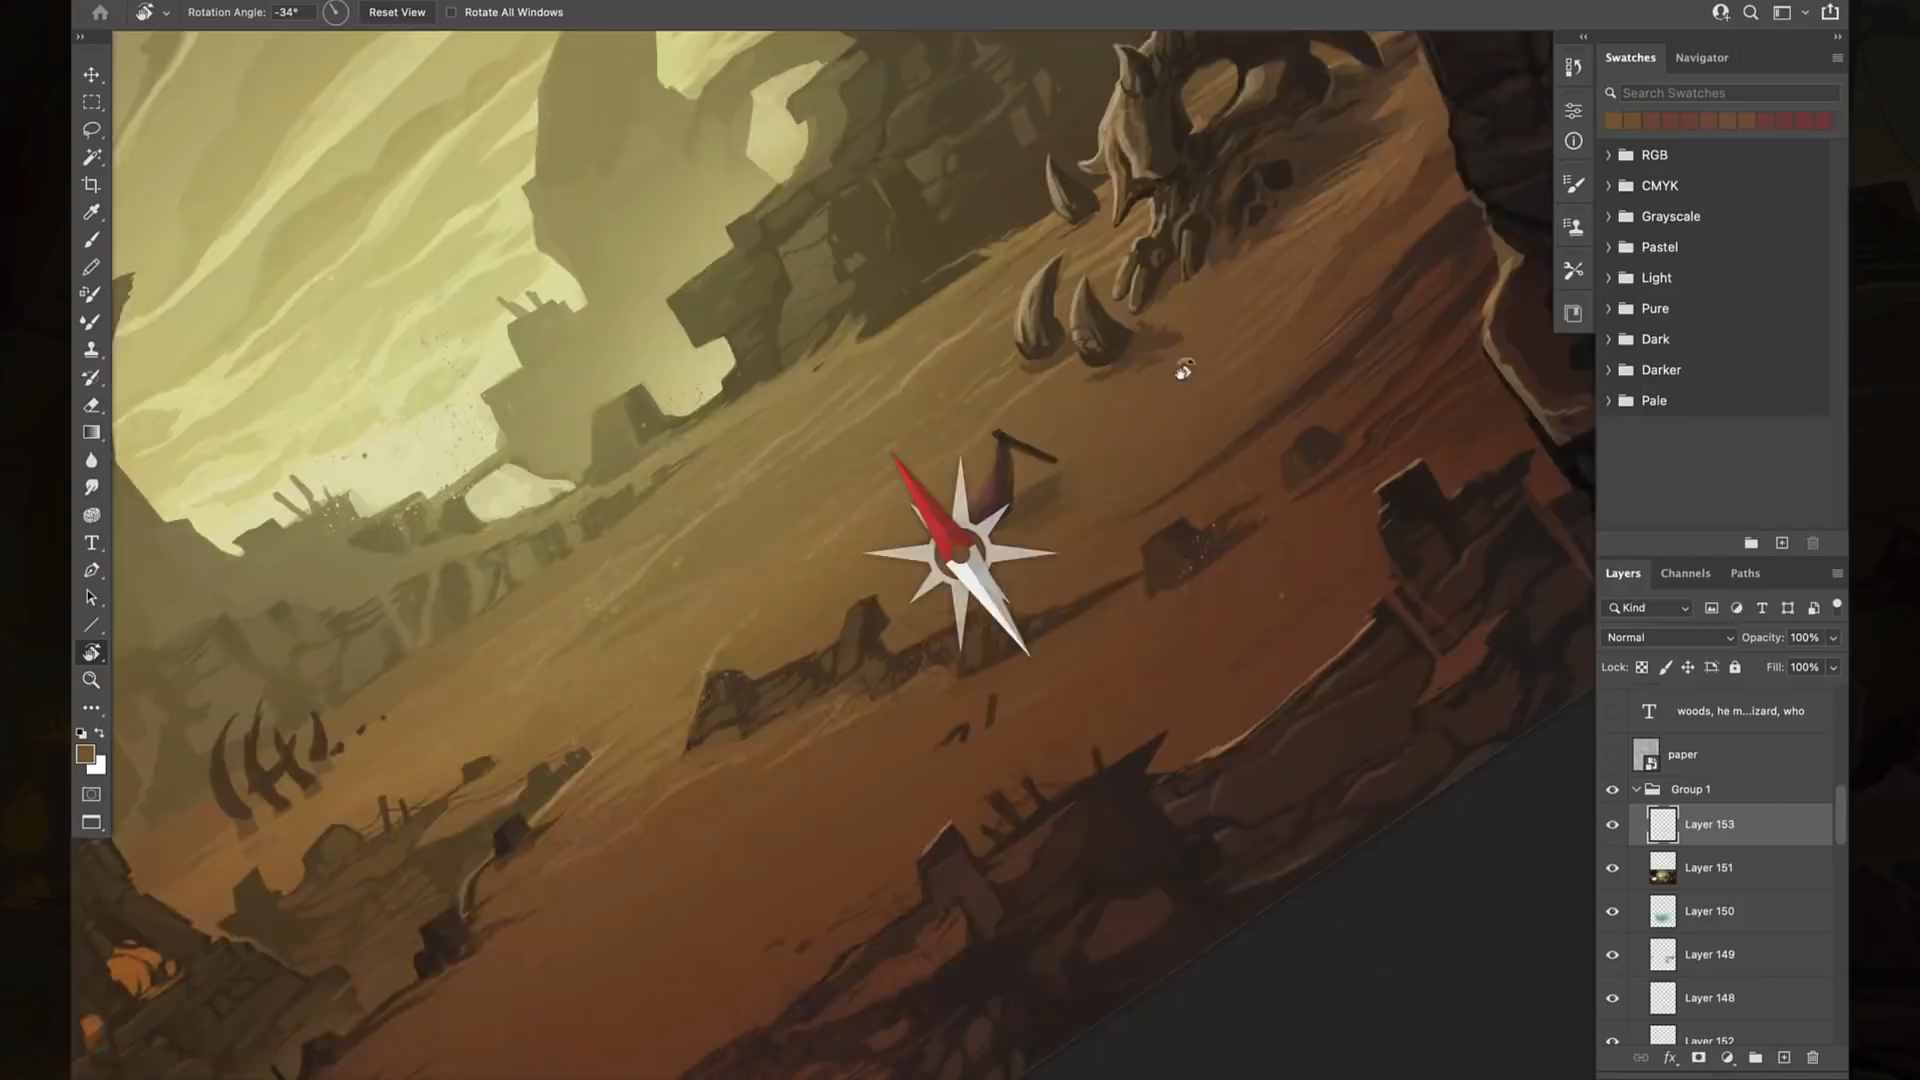 Rotation Angle: -34°
Reset View
Rotate All Windows
Swatches Navigator
Search Swatches
RGB
CMYK
Grayscale
Pastel
Light
Pure
Dark
Darker
Pale
Layers Channels Paths
Kind
Normal Opacity: 100%
Lock: Fill: 100%
woods, he m...izard, who
paper
Group 1
Layer 153
Layer 151
Layer 150
Layer 149
Layer 148
Layer 152